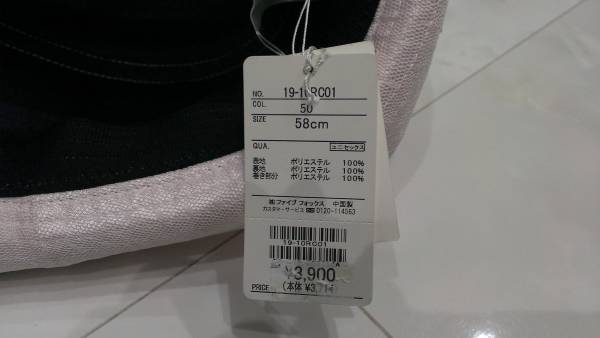 NO. 19-10RC01
COL. 50
SIZE 58cm
QUA. ユニセックス
表地 ポリエステル 100%
裏地 ポリエステル 100%
巻き部分 ポリエステル 100%
㈱ファイブ フォックス 中国製
カスタマーサービス 0120-114563
19-10RC01
¥3,900
PRICE (本体 ¥3,714)